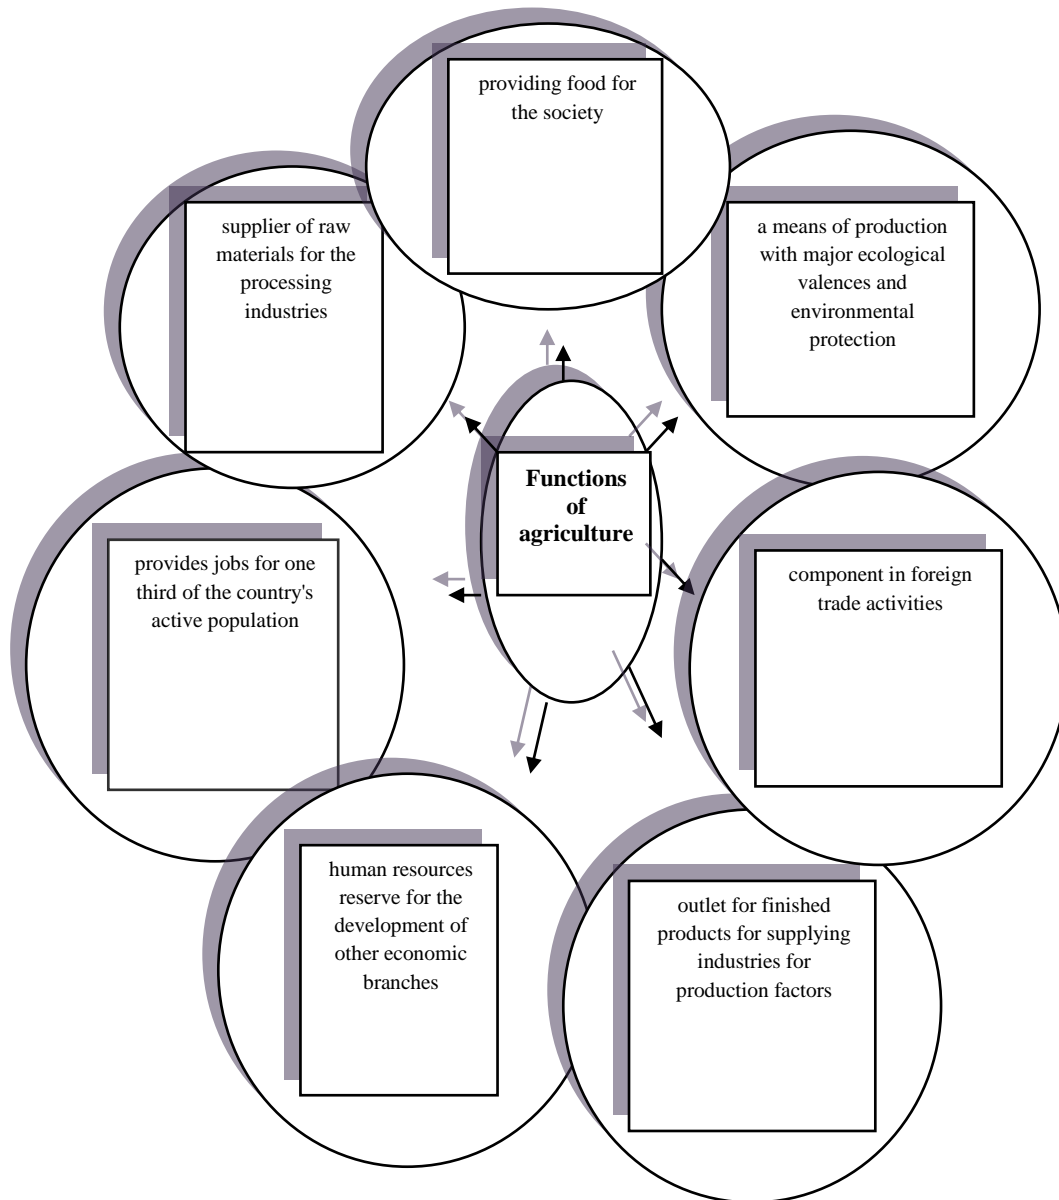 providing food for
the society
supplier of raw
materials for the
processing
industries
a means of production
with major ecological
valences and
environmental
protection
Functions
of
agriculture
provides jobs for one
third of the country's
active population
component in foreign
trade activities
human resources
reserve for the
development of
other economic
branches
outlet for finished
products for supplying
industries for
production factors